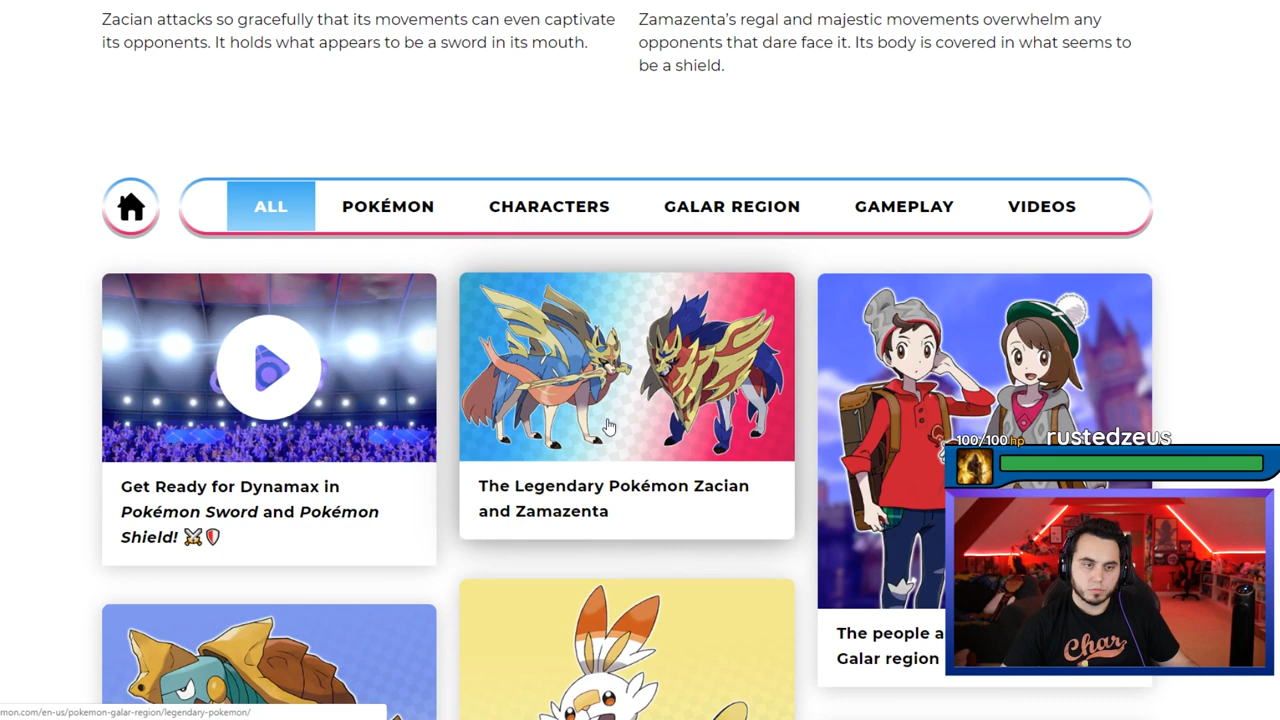 Zacian attacks so gracefully that its movements can even captivate
its opponents. It holds what appears to be a sword in its mouth.
Zamazenta’s regal and majestic movements overwhelm any
opponents that dare face it. Its body is covered in what seems to
be a shield.
ALL
POKÉMON
CHARACTERS
GALAR REGION
GAMEPLAY
VIDEOS
Get Ready for Dynamax in
Pokémon Sword and Pokémon
Shield! ⚔️🛡️
The Legendary Pokémon Zacian
and Zamazenta
The people a
Galar region
100/100 hp
rustedzeus
Char
mon.com/en-us/pokemon-galar-region/legendary-pokemon/